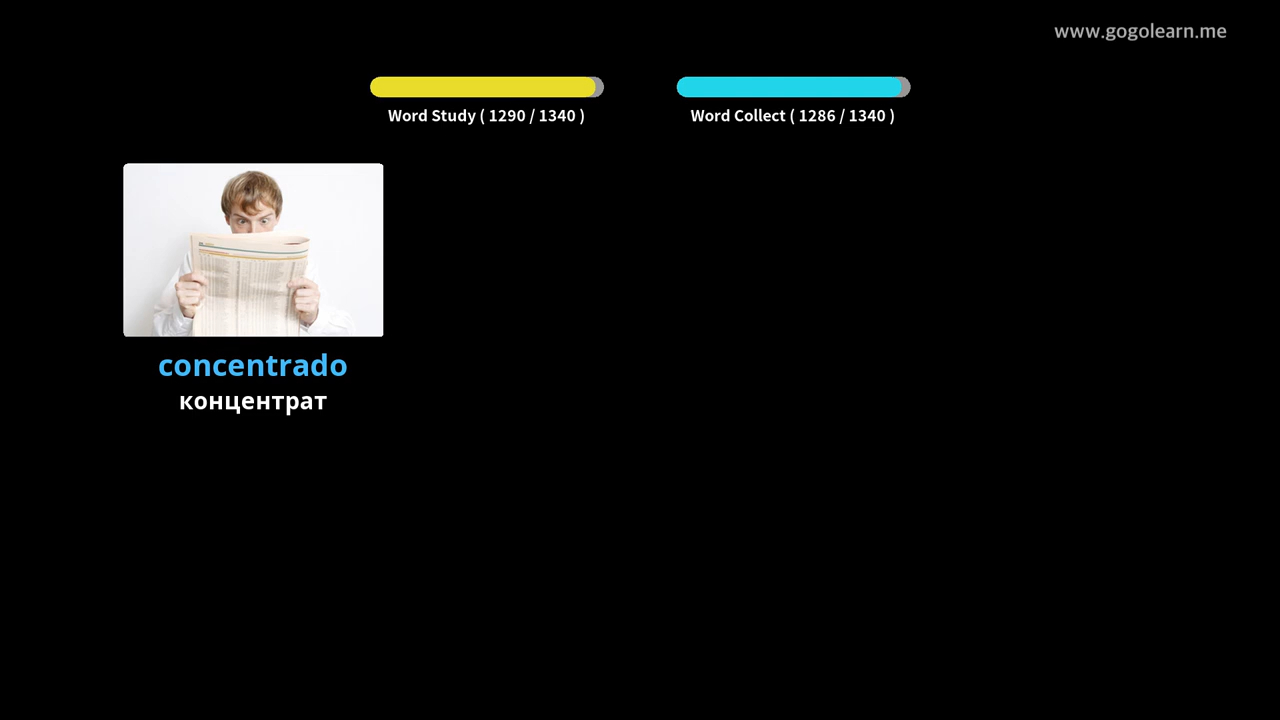 www.gogolearn.me
Word Study ( 1290 / 1340 )
Word Collect ( 1286 / 1340 )
concentrado
концентрат